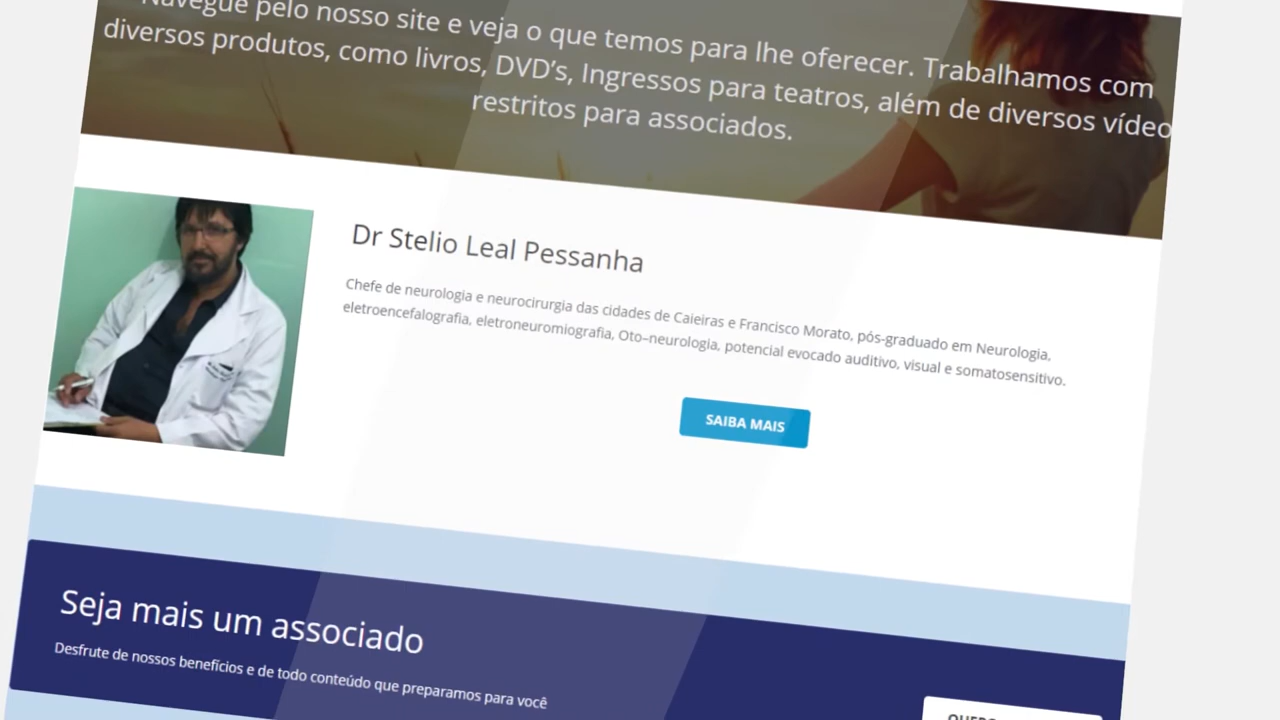 Navegue pelo nosso site e veja o que temos para lhe oferecer. Trabalhamos com
diversos produtos, como livros, DVD’s, Ingressos para teatros, além de diversos vídeo
restritos para associados.
Dr Stelio Leal Pessanha
Chefe de neurologia e neurocirurgia das cidades de Caieiras e Francisco Morato, pós-graduado em Neurologia,
eletroencefalografia, eletroneuromiografia, Oto–neurologia, potencial evocado auditivo, visual e somatosensitivo.
SAIBA MAIS
Seja mais um associado
Desfrute de nossos benefícios e de todo conteúdo que preparamos para você